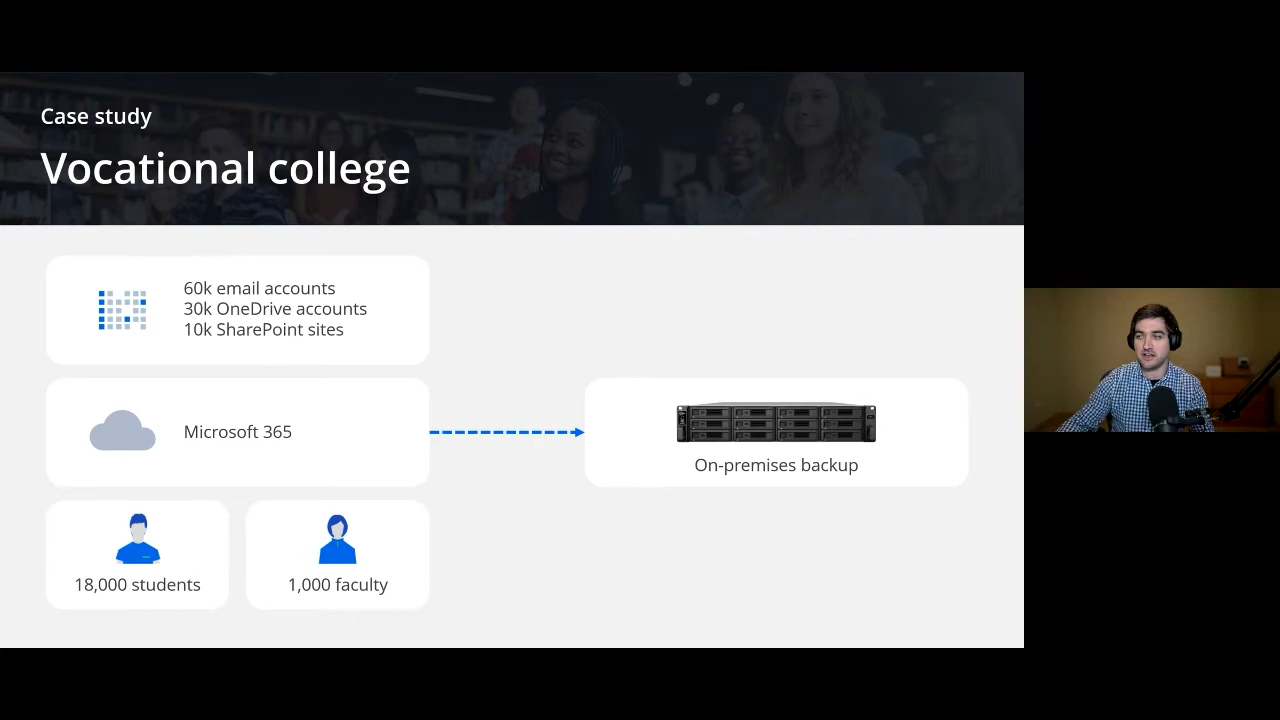 Case study
Vocational college
60k email accounts
30k OneDrive accounts
10k SharePoint sites
Microsoft 365
On-premises backup
18,000 students
1,000 faculty